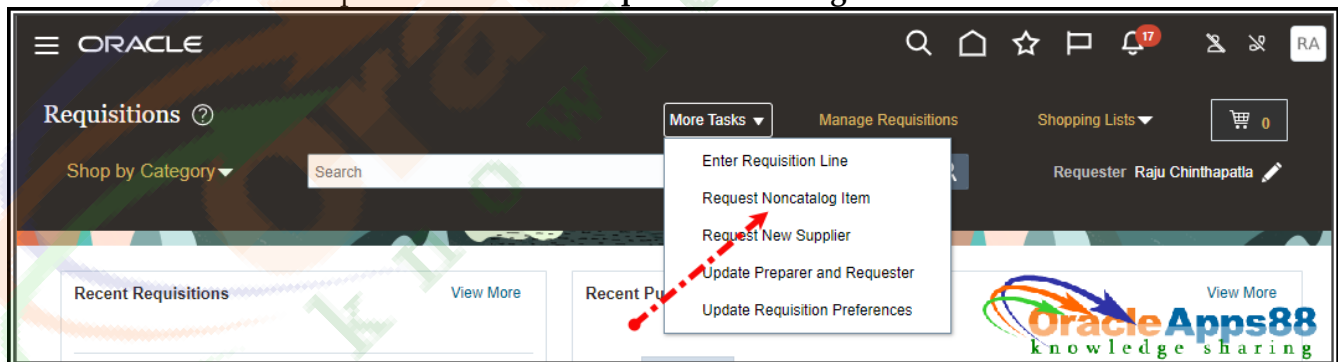 ORACLE
17
RA
Requisitions
More Tasks
Manage Requisitions
Shopping Lists
0
Shop by Category
Search
Requester Raju Chinthapatla
Enter Requisition Line
Request Noncatalog Item
Request New Supplier
Update Preparer and Requester
Update Requisition Preferences
Recent Requisitions
View More
Recent Pu
View More
OracleApps88
knowledge sharing